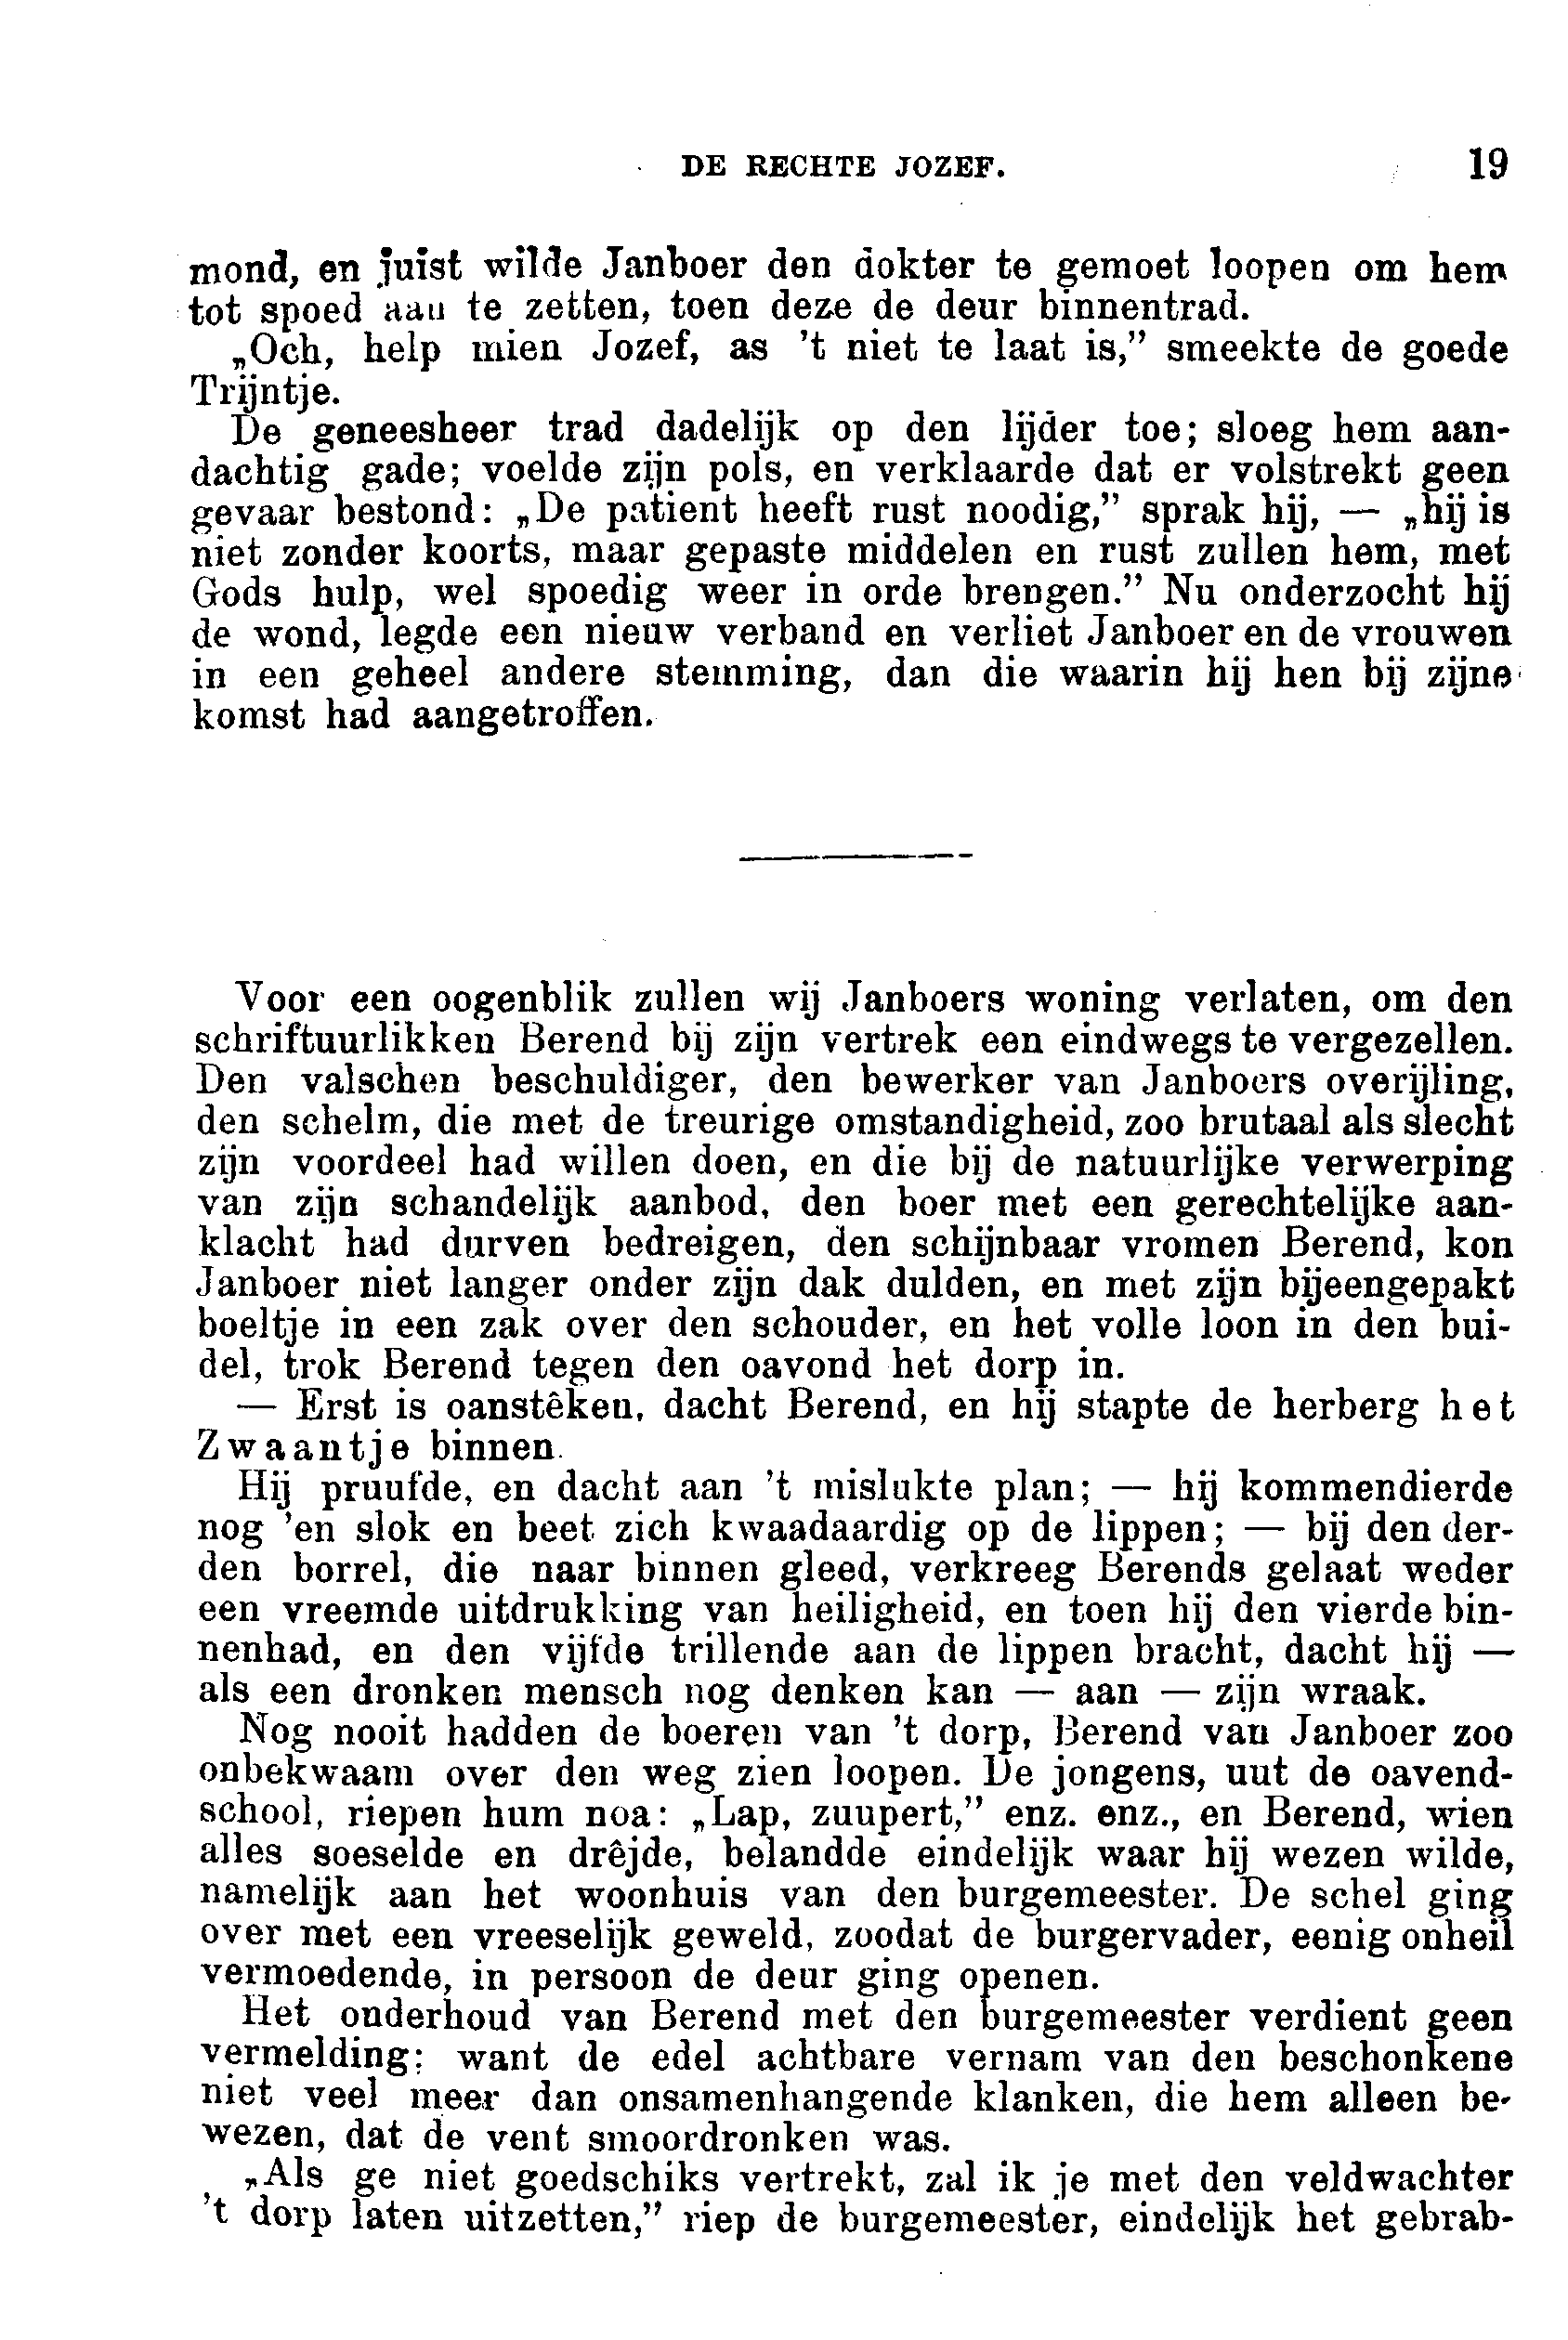 DE RECHTE JOZEF. 19
mond, en juist wilde Janboer den dokter te gemoet loopen om hem
tot spoed aan te zetten, toen deze de deur binnentrad.
„Och, help mien Jozef, as 't niet te laat is,” smeekte de goede
Trijntje.
De geneesheer trad dadelijk op den lijder toe; sloeg hem aan-
dachtig gade; voelde zijn pols, en verklaarde dat er volstrekt geen
gevaar bestond: „De patient heeft rust noodig,” sprak hij, — „hij is
niet zonder koorts, maar gepaste middelen en rust zullen hem, met
Gods hulp, wel spoedig weer in orde brengen.” Nu onderzocht hij
de wond, legde een nieuw verband en verliet Janboer en de vrouwen
in een geheel andere stemming, dan die waarin hij hen bij zijne
komst had aangetroffen.
Voor een oogenblik zullen wij Janboers woning verlaten, om den
schriftuurlikken Berend bij zijn vertrek een eindwegs te vergezellen.
Den valschen beschuldiger, den bewerker van Janboers overijling,
den schelm, die met de treurige omstandigheid, zoo brutaal als slecht
zijn voordeel had willen doen, en die bij de natuurlijke verwerping
van zijn schandelijk aanbod, den boer met een gerechtelijke aan-
klacht had durven bedreigen, den schijnbaar vromen Berend, kon
Janboer niet langer onder zijn dak dulden, en met zijn bijeengepakt
boeltje in een zak over den schouder, en het volle loon in den bui-
del, trok Berend tegen den oavond het dorp in.
— Erst is oanstêken, dacht Berend, en hij stapte de herberg het
Zwaantje binnen.
Hij pruufde, en dacht aan 't mislukte plan; — hij kommendierde
nog 'en slok en beet zich kwaadaardig op de lippen; — bij den der-
den borrel, die naar binnen gleed, verkreeg Berends gelaat weder
een vreemde uitdrukking van heiligheid, en toen hij den vierde bin-
nenhad, en den vijfde trillende aan de lippen bracht, dacht hij —
als een dronken mensch nog denken kan — aan — zijn wraak.
Nog nooit hadden de boeren van 't dorp, Berend van Janboer zoo
onbekwaam over den weg zien loopen. De jongens, uut de oavend-
school, riepen hum noa: „Lap, zuupert,” enz. enz., en Berend, wien
alles soeselde en drêjde, belandde eindelijk waar hij wezen wilde,
namelijk aan het woonhuis van den burgemeester. De schel ging
over met een vreeselijk geweld, zoodat de burgervader, eenig onheil
vermoedende, in persoon de deur ging openen.
Het onderhoud van Berend met den burgemeester verdient geen
vermelding; want de edel achtbare vernam van den beschonkene
niet veel meer dan onsamenhangende klanken, die hem alleen be-
wezen, dat de vent smoordronken was.
„Als ge niet goedschiks vertrekt, zal ik je met den veldwachter
't dorp laten uitzetten,” riep de burgemeester, eindelijk het gebrab-